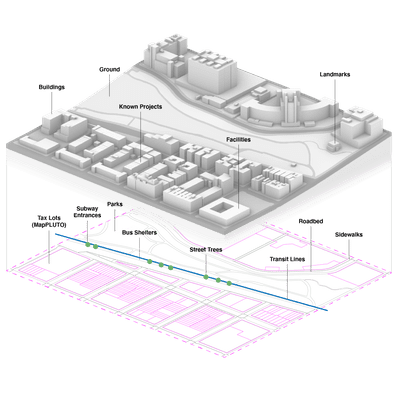 Ground
Landmarks
Buildings
Known Projects
Facilities
Parks
Subway
Entrances
Tax Lots
(MapPLUTO)
Roadbed
Bus Shelters
Sidewalks
Street Trees
Transit Lines